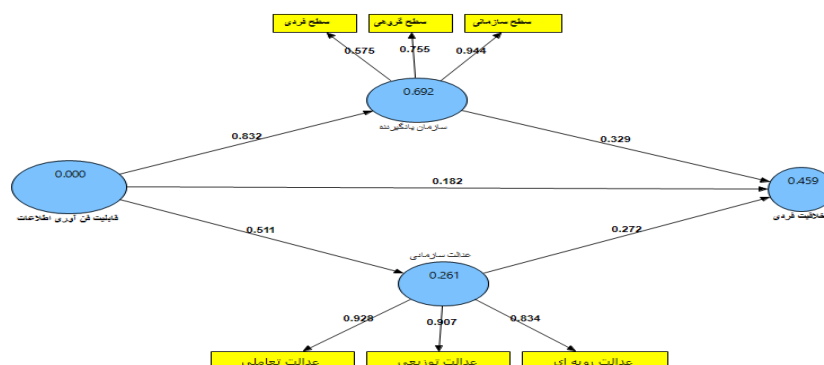 سطح فردی
سطح گروهی
سطح سازمانی
0.575
0.755
0.944
0.692
سازمان یادگیرنده
0.832
0.329
0.000
قابلیت فن آوری اطلاعات
0.182
0.459
خلاقیت فردی
0.511
0.272
عدالت سازمانی
0.261
0.928
0.907
0.834
عدالت تعاملی
عدالت توزیعی
عدالت رویه ای